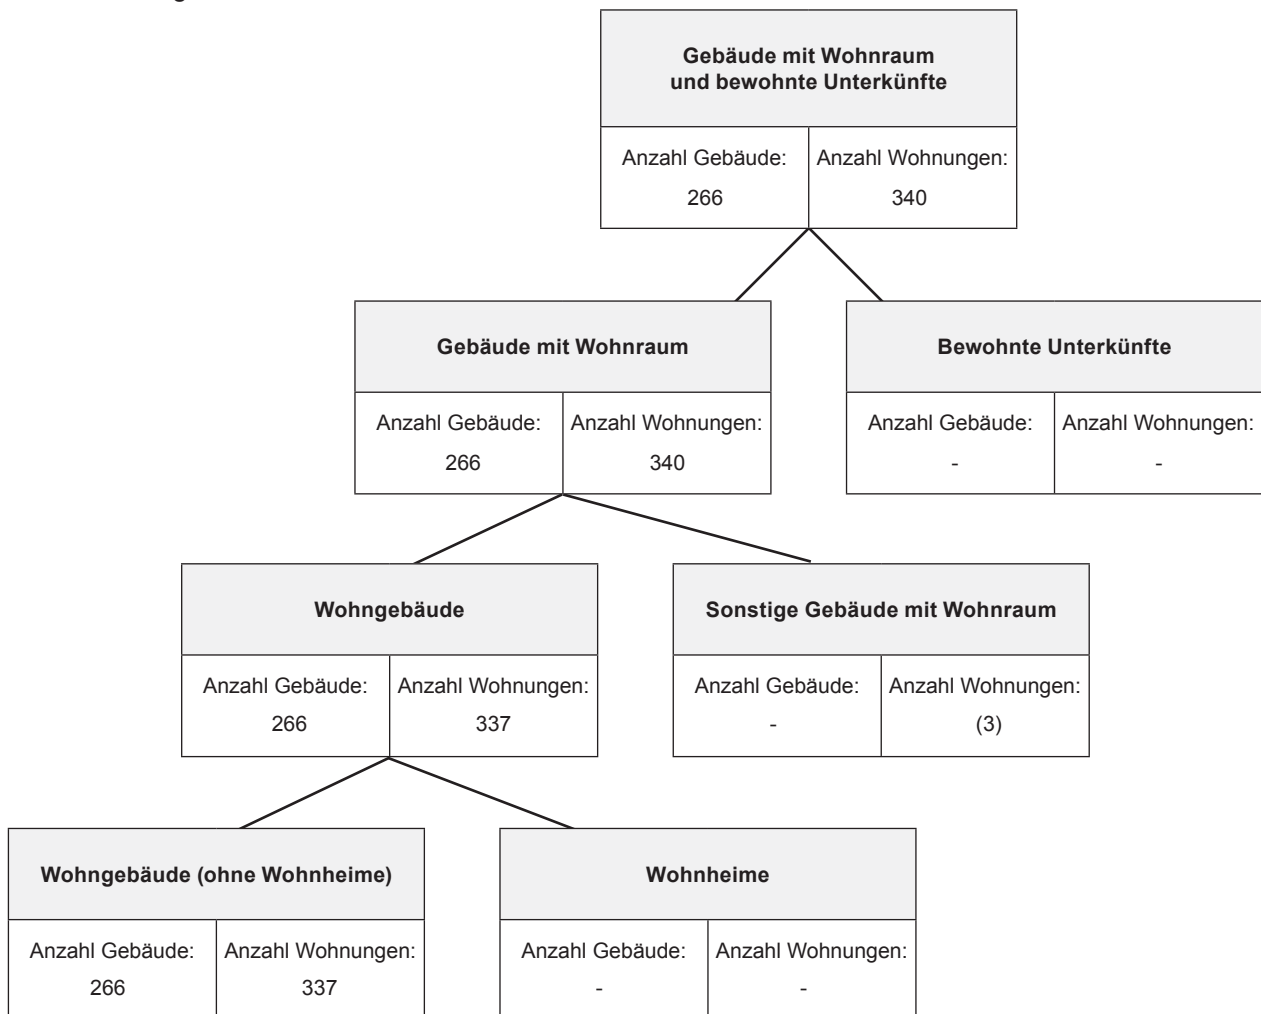 Gebäude mit Wohnraum
und bewohnte Unterkünfte
Anzahl Gebäude: Anzahl Wohnungen:
266 340
Gebäude mit Wohnraum
Anzahl Gebäude: Anzahl Wohnungen:
266 340
Bewohnte Unterkünfte
Anzahl Gebäude: Anzahl Wohnungen:
- -
Wohngebäude
Anzahl Gebäude: Anzahl Wohnungen:
266 337
Sonstige Gebäude mit Wohnraum
Anzahl Gebäude: Anzahl Wohnungen:
- (3)
Wohngebäude (ohne Wohnheime)
Anzahl Gebäude: Anzahl Wohnungen:
266 337
Wohnheime
Anzahl Gebäude: Anzahl Wohnungen:
- -